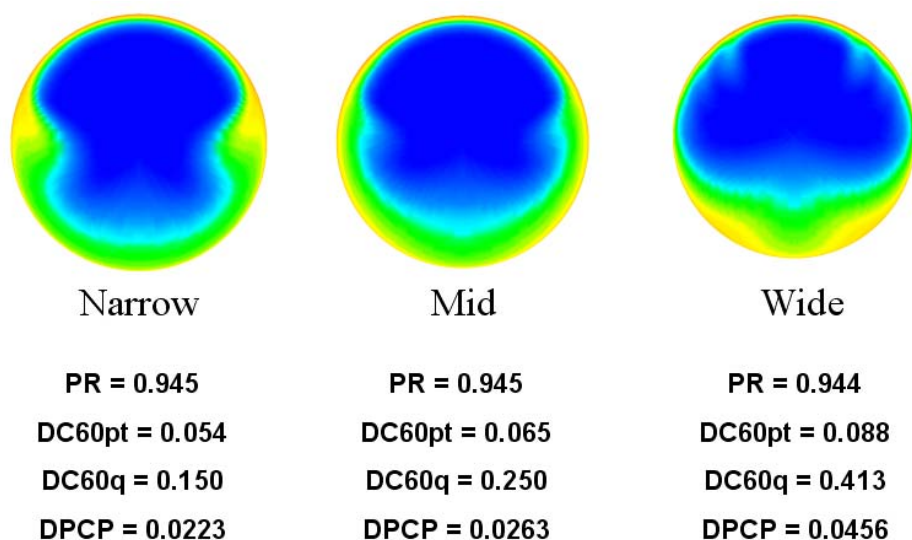 Narrow Mid Wide
PR = 0.945 PR = 0.945 PR = 0.944
DC60pt = 0.054 DC60pt = 0.065 DC60pt = 0.088
DC60q = 0.150 DC60q = 0.250 DC60q = 0.413
DPCP = 0.0223 DPCP = 0.0263 DPCP = 0.0456